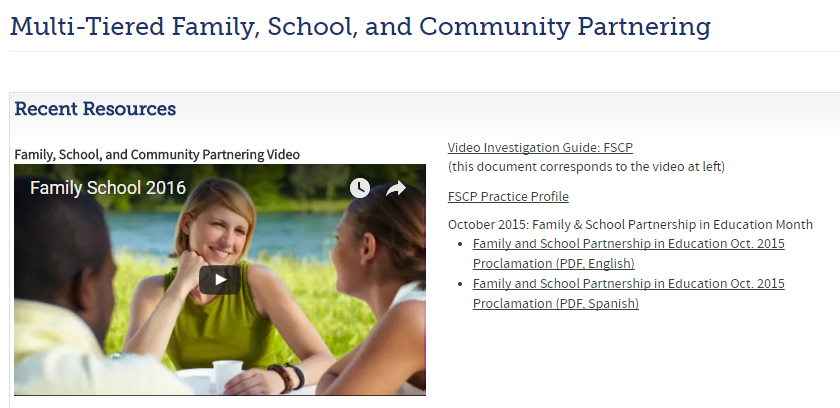 Multi-Tiered Family, School, and Community Partnering
Recent Resources
Family, School, and Community Partnering Video
Family School 2016
Video Investigation Guide: FSCP
(this document corresponds to the video at left)
FSCP Practice Profile
October 2015: Family & School Partnership in Education Month
Family and School Partnership in Education Oct. 2015
Proclamation (PDF, English)
Family and School Partnership in Education Oct. 2015
Proclamation (PDF, Spanish)